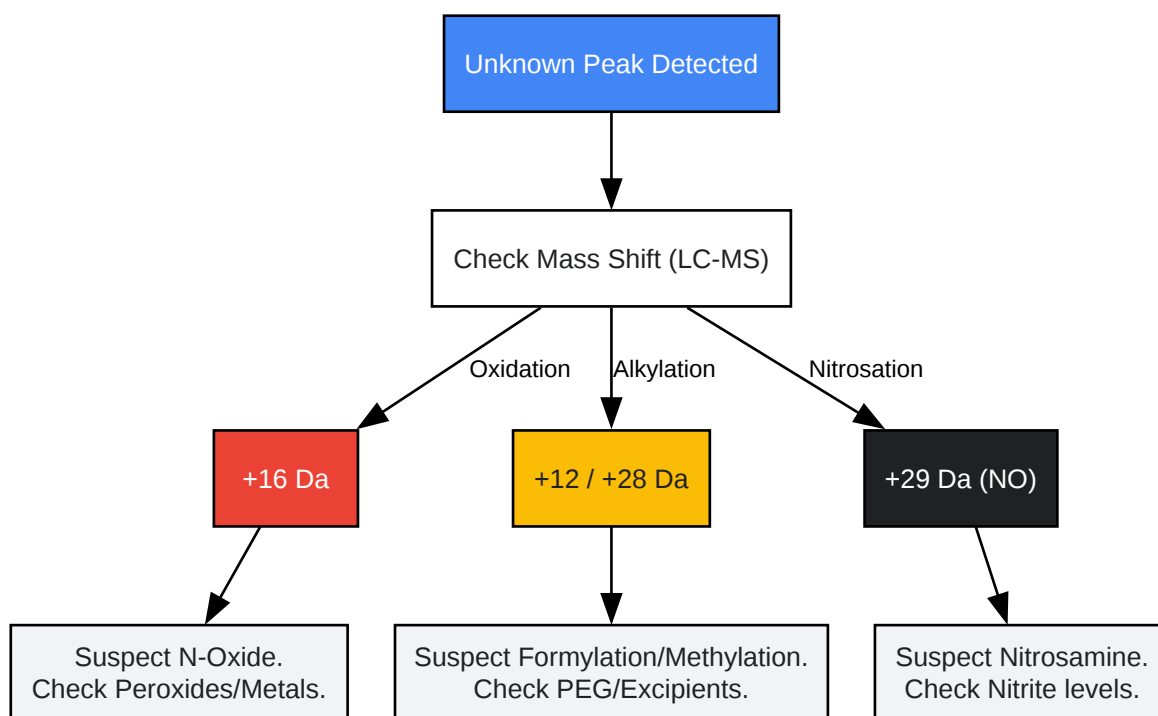 Unknown Peak Detected
Check Mass Shift (LC-MS)
Oxidation
Alkylation
Nitrosation
+16 Da
+12 / +28 Da
+29 Da (NO)
Suspect N-Oxide.
Check Peroxides/Metals.
Suspect Formylation/Methylation.
Check PEG/Excipients.
Suspect Nitrosamine.
Check Nitrite levels.